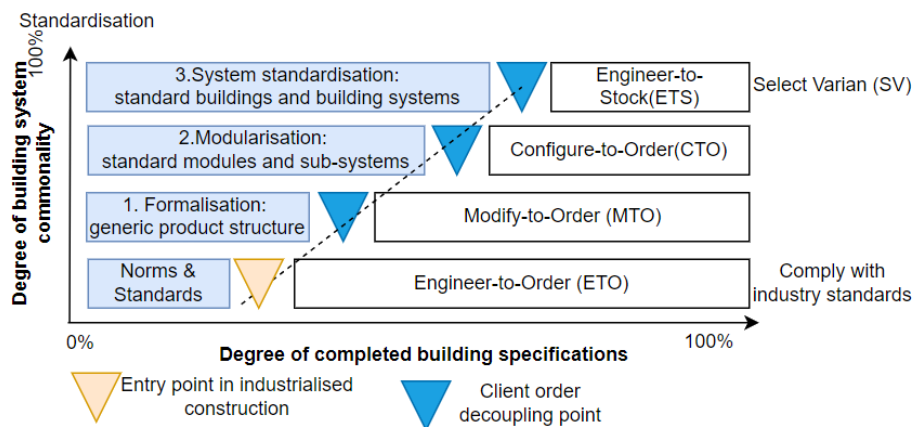 Standardisation
100%
Degree of building system
commonality
3.System standardisation:
standard buildings and building systems
Engineer-to-
Stock(ETS)
Select Varian (SV)
2.Modularisation:
standard modules and sub-systems
Configure-to-Order(CTO)
1. Formalisation:
generic product structure
Modify-to-Order (MTO)
Norms &
Standards
Engineer-to-Order (ETO)
Comply with
industry standards
0%
Degree of completed building specifications
100%
Entry point in industrialised
construction
Client order
decoupling point